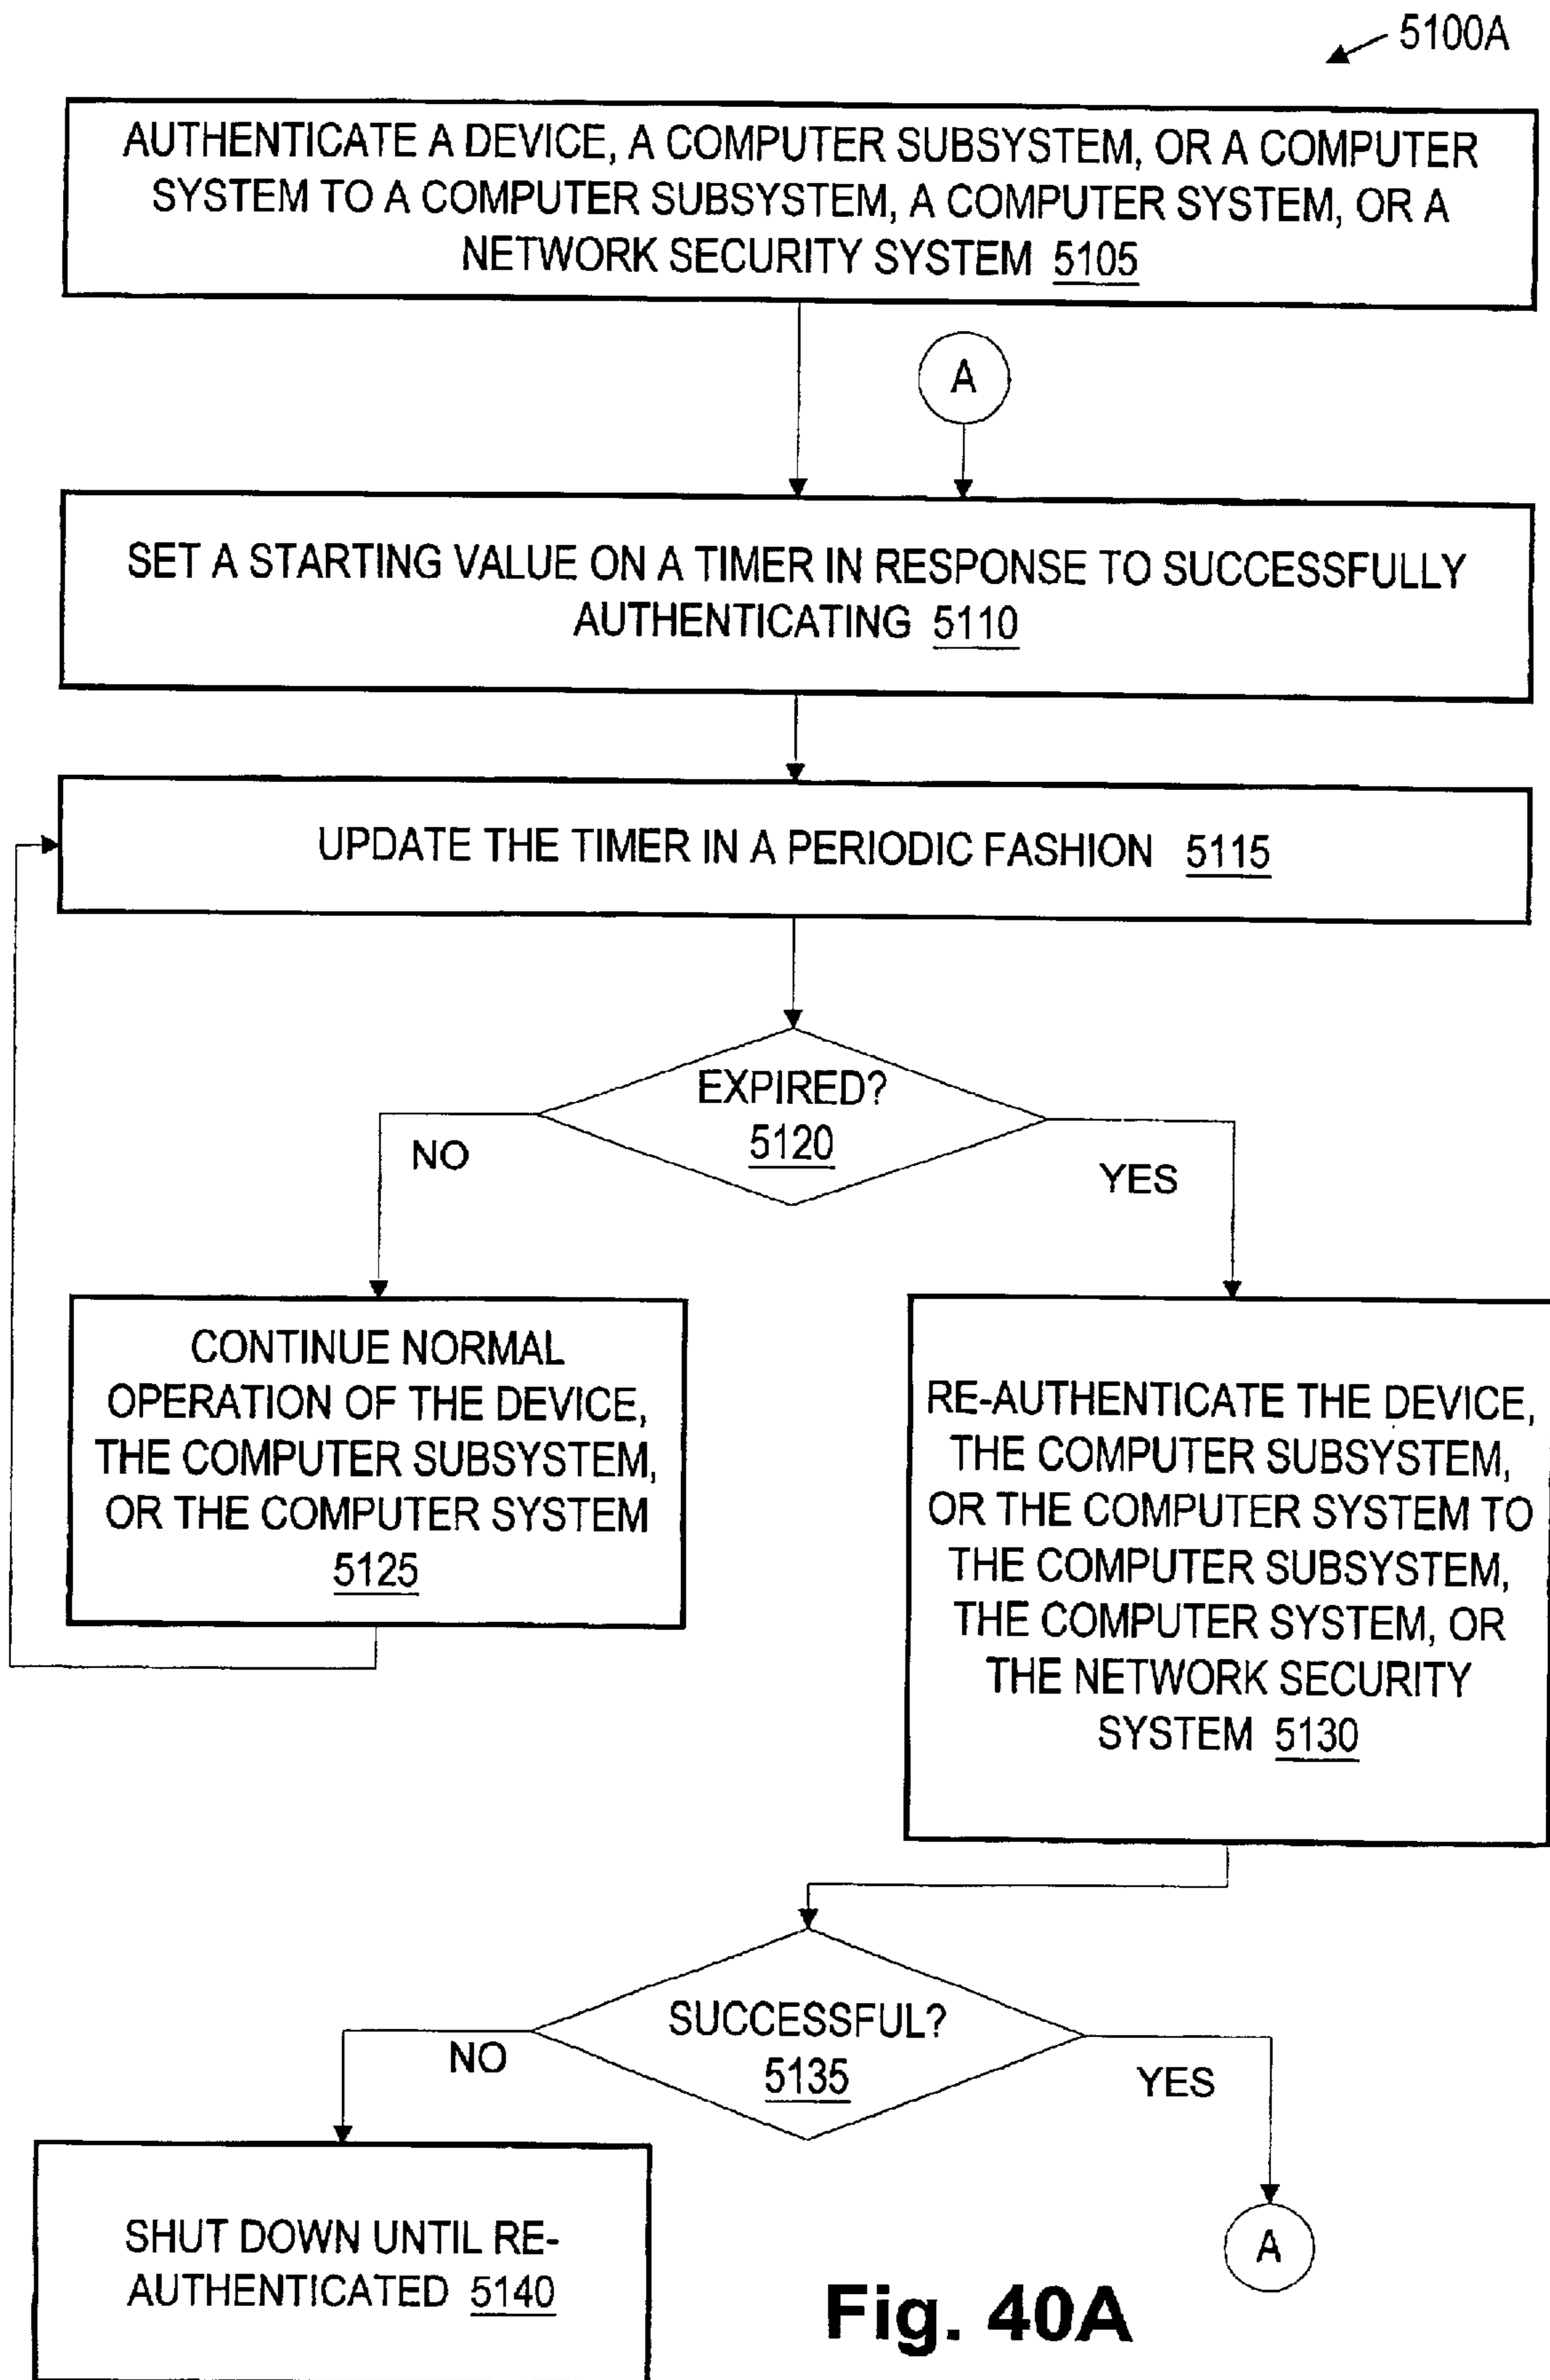 5100A
AUTHENTICATE A DEVICE, A COMPUTER SUBSYSTEM, OR A COMPUTER
SYSTEM TO A COMPUTER SUBSYSTEM, A COMPUTER SYSTEM, OR A
NETWORK SECURITY SYSTEM 5105
A
SET A STARTING VALUE ON A TIMER IN RESPONSE TO SUCCESSFULLY
AUTHENTICATING 5110
UPDATE THE TIMER IN A PERIODIC FASHION 5115
EXPIRED?
5120
NO
YES
CONTINUE NORMAL
OPERATION OF THE DEVICE,
THE COMPUTER SUBSYSTEM,
OR THE COMPUTER SYSTEM
5125
RE-AUTHENTICATE THE DEVICE,
THE COMPUTER SUBSYSTEM,
OR THE COMPUTER SYSTEM TO
THE COMPUTER SUBSYSTEM,
THE COMPUTER SYSTEM, OR
THE NETWORK SECURITY
SYSTEM 5130
SUCCESSFUL?
5135
NO
YES
SHUT DOWN UNTIL RE-
AUTHENTICATED 5140
A
Fig. 40A